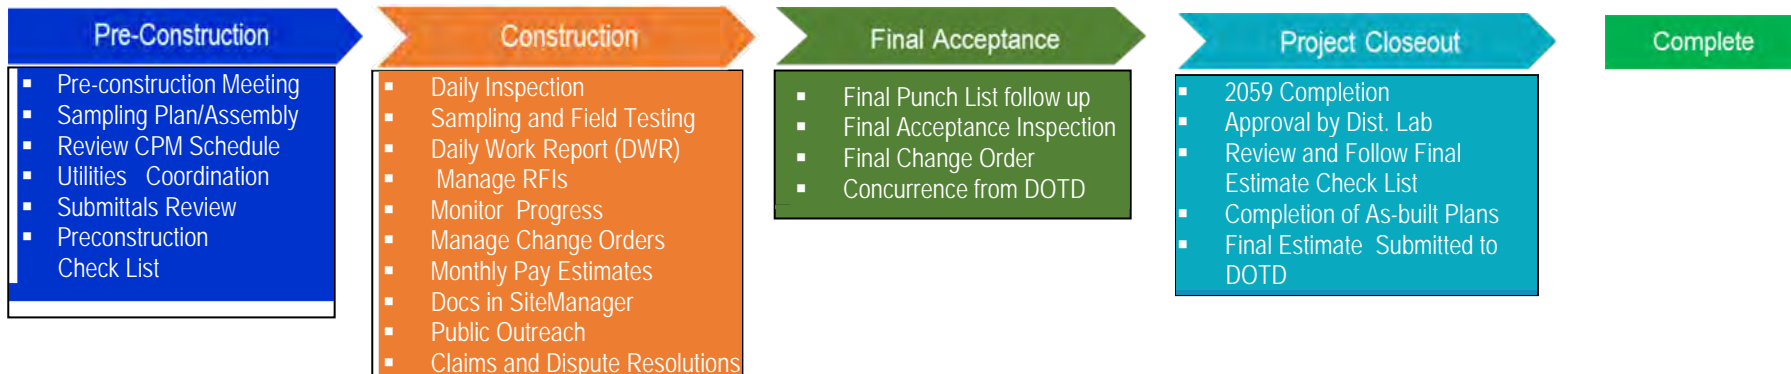 Pre-Construction
▪ Pre-construction Meeting
▪ Sampling Plan/Assembly
▪ Review CPM Schedule
▪ Utilities Coordination
▪ Submittals Review
▪ Preconstruction
Check List
Construction
▪ Daily Inspection
▪ Sampling and Field Testing
▪ Daily Work Report (DWR)
▪ Manage RFIs
▪ Monitor Progress
▪ Manage Change Orders
▪ Monthly Pay Estimates
▪ Docs in SiteManager
▪ Public Outreach
▪ Claims and Dispute Resolutions
Final Acceptance
▪ Final Punch List follow up
▪ Final Acceptance Inspection
▪ Final Change Order
▪ Concurrence from DOTD
Project Closeout
▪ 2059 Completion
▪ Approval by Dist. Lab
▪ Review and Follow Final
Estimate Check List
▪ Completion of As-built Plans
▪ Final Estimate Submitted to
DOTD
Complete